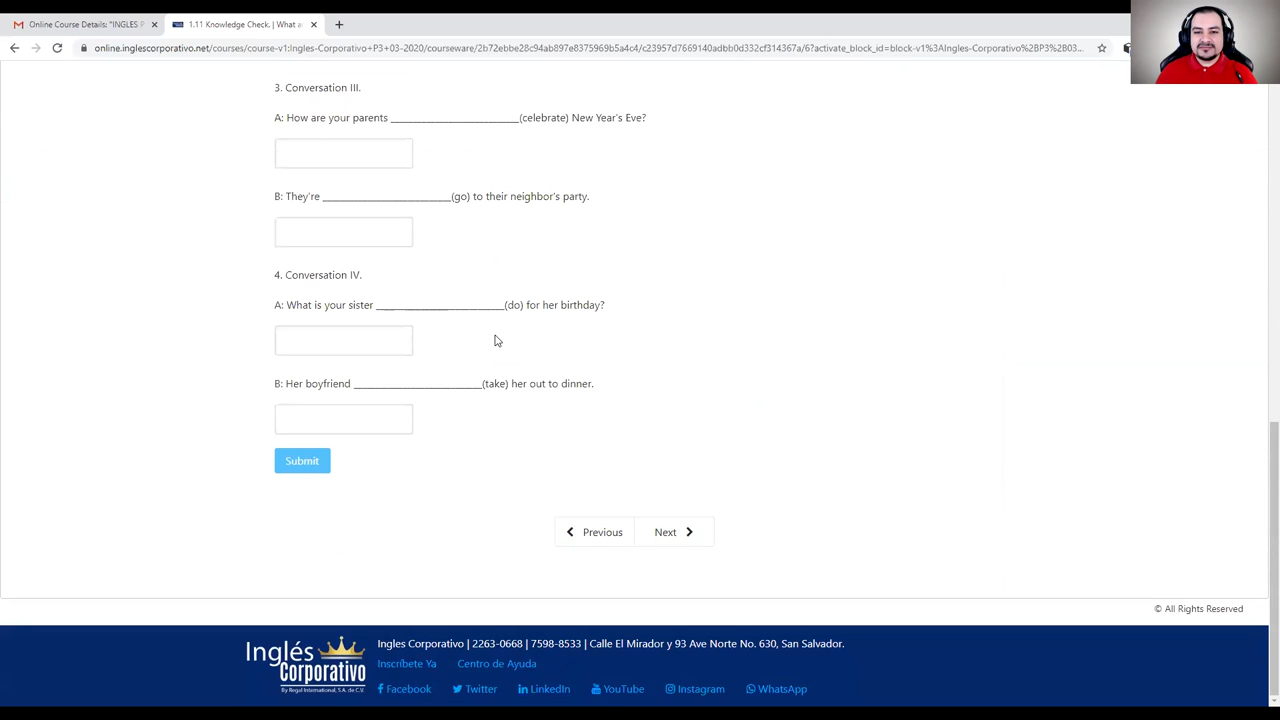 Online Course Details: "INGLES P
1.11 Knowledge Check. | What a
online.inglescorporativo.net/courses/course-v1:Ingles-Corporativo+P3+03-2020/courseware/2b72ebbe28c94ab897e8375969b5a4c4/c23957d7669140adbb0d332cf314367a/6?activate_block_id=block-v1%3AIngles-Corporativo%2BP3%2B03...
3. Conversation III.
A: How are your parents ________________________(celebrate) New Year's Eve?
B: They're ________________________(go) to their neighbor's party.
4. Conversation IV.
A: What is your sister ________________________(do) for her birthday?
B: Her boyfriend ________________________(take) her out to dinner.
Submit
Previous Next
© All Rights Reserved
Inglés Corporativo
By Regal International, S.A. de C.V.
Ingles Corporativo | 2263-0668 | 7598-8533 | Calle El Mirador y 93 Ave Norte No. 630, San Salvador.
Inscríbete Ya Centro de Ayuda
Facebook Twitter LinkedIn YouTube Instagram WhatsApp